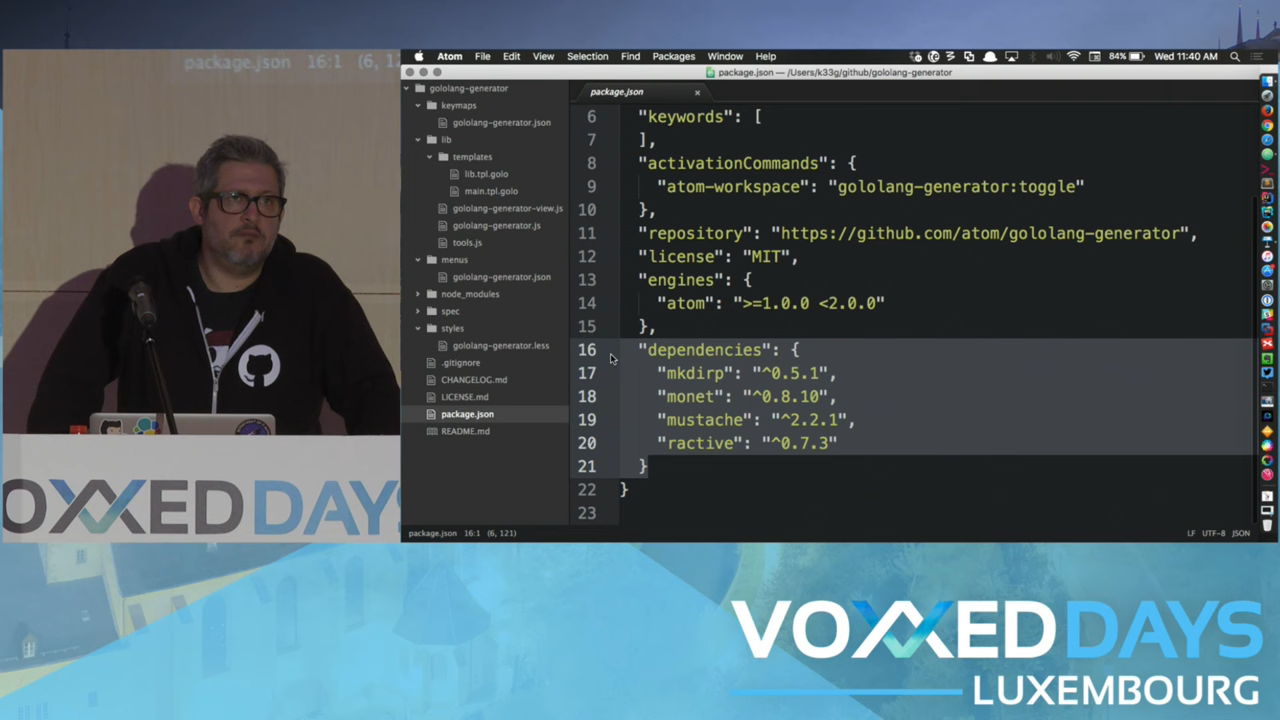 package.json 16:1 (6, 12
Atom File Edit View Selection Find Packages Window Help 84% Wed 11:40 AM
package.json — /Users/k33g/github/gololang-generator
gololang-generator
keymaps
gololang-generator.json
lib
templates
lib.tpl.golo
main.tpl.golo
gololang-generator-view.js
gololang-generator.js
tools.js
menus
gololang-generator.json
node_modules
spec
styles
gololang-generator.less
.gitignore
CHANGELOG.md
LICENSE.md
package.json
README.md
package.json
6 "keywords": [
7 ],
8 "activationCommands": {
9 "atom-workspace": "gololang-generator:toggle"
10 },
11 "repository": "https://github.com/atom/gololang-generator",
12 "license": "MIT",
13 "engines": {
14 "atom": ">=1.0.0 <2.0.0"
15 },
16 "dependencies": {
17 "mkdirp": "^0.5.1",
18 "monet": "^0.8.10",
19 "mustache": "^2.2.1",
20 "ractive": "^0.7.3"
21 }
22 }
23
package.json 16:1 (6, 121) LF UTF-8 JSON
VOXXEDDAYS
VOXXEDDAYS
LUXEMBOURG